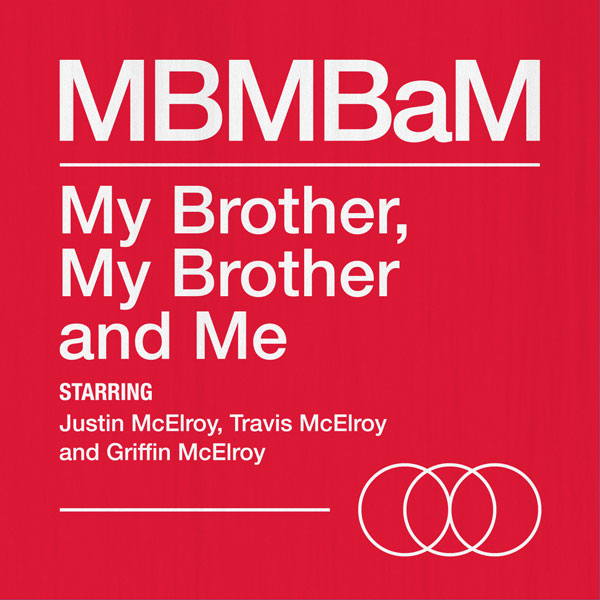 MBMBaM
My Brother,
My Brother
and Me
STARRING
Justin McElroy, Travis McElroy
and Griffin McElroy